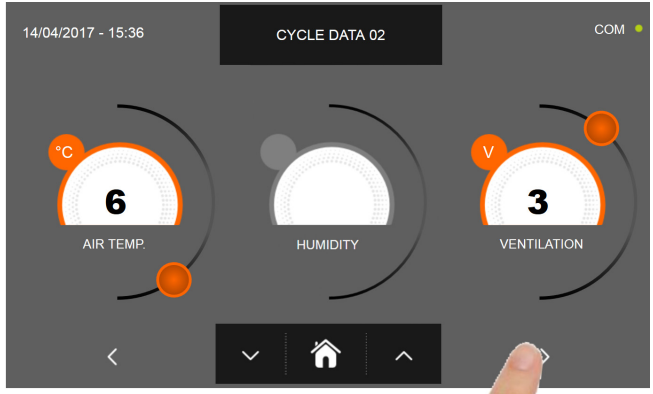 14/04/2017 - 15:36
CYCLE DATA 02
COM
°C
V
6
3
AIR TEMP.
HUMIDITY
VENTILATION